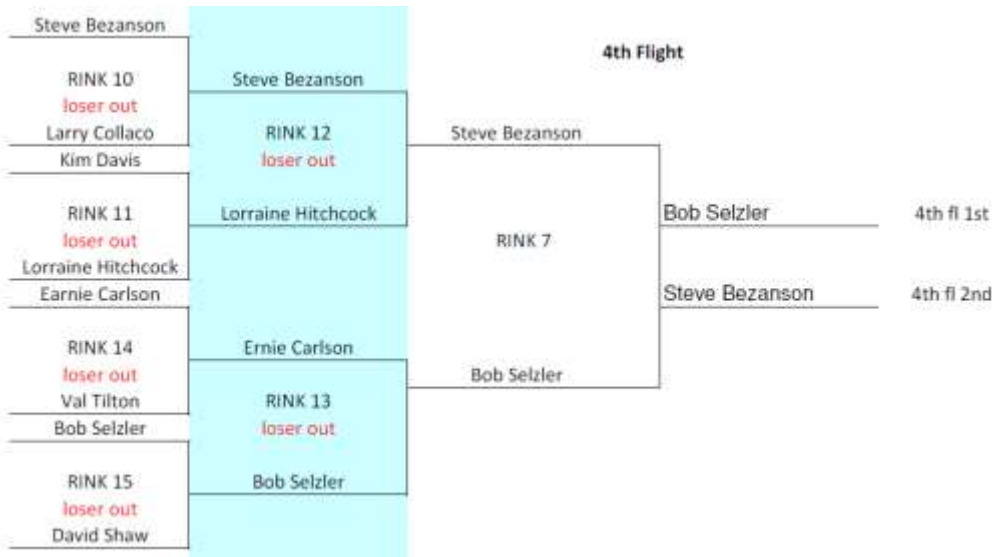 Steve Bezanson
4th Flight
RINK 10
Steve Bezanson
loser out
Larry Collaco
RINK 12
Steve Bezanson
Kim Davis
loser out
RINK 11
Lorraine Hitchcock
Bob Selzler
4th fl 1st
loser out
RINK 7
Lorraine Hitchcock
Earnie Carlson
Steve Bezanson
4th fl 2nd
RINK 14
Ernie Carlson
loser out
Bob Selzler
Val Tilton
RINK 13
Bob Selzler
loser out
RINK 15
Bob Selzler
loser out
David Shaw